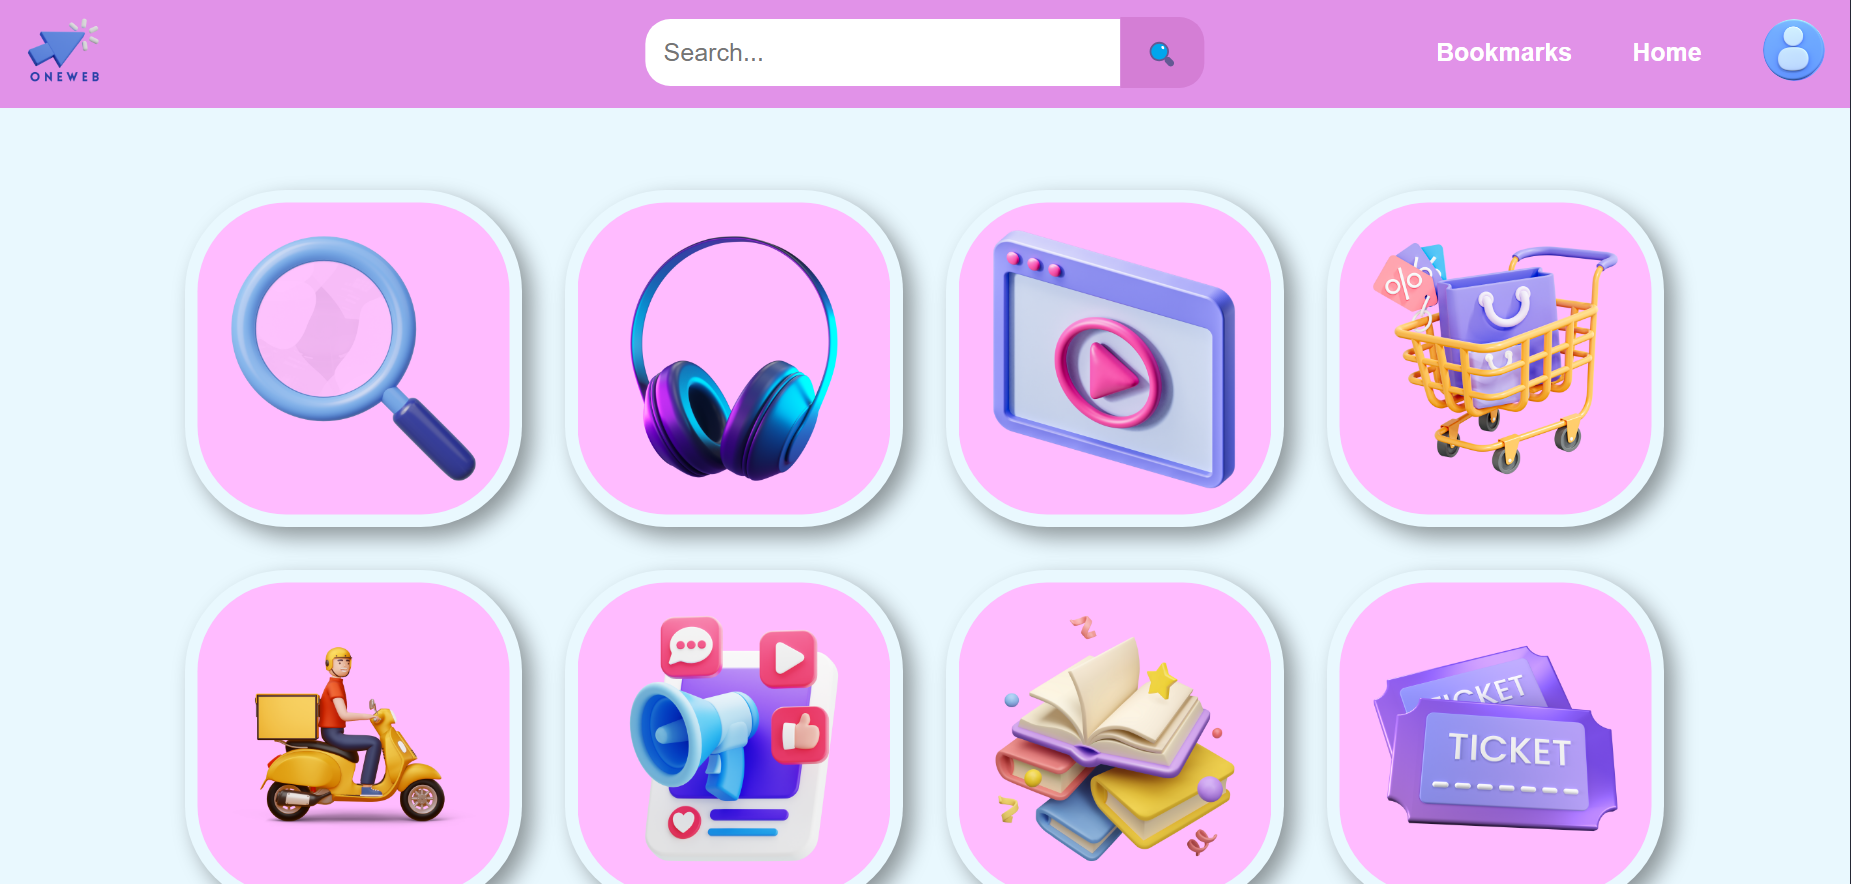 ONEWEB
Search...
Bookmarks
Home
%
%
TICKET
TICKET